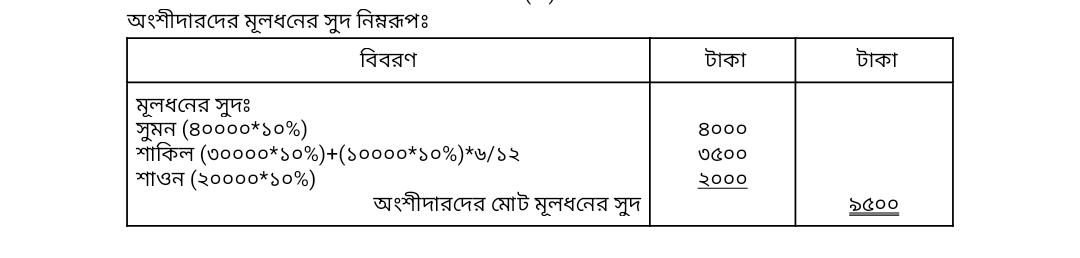 অংশীদারদের মূলধনের সুদ নিম্নরূপঃ
বিবরণ টাকা টাকা
মূলধনের সুদঃ
সুমন (৪০০০০*১০%) ৪০০০
শাকিল (৩০০০০*১০%)+(১০০০০*১০%)*৬/১২ ৩৫০০
শাওন (২০০০০*১০%) ২০০০
অংশীদারদের মোট মূলধনের সুদ ৯৫০০